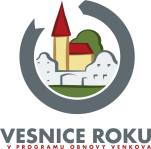 VESNICE ROKU
V PROGRAMU OBNOVY VENKOVA